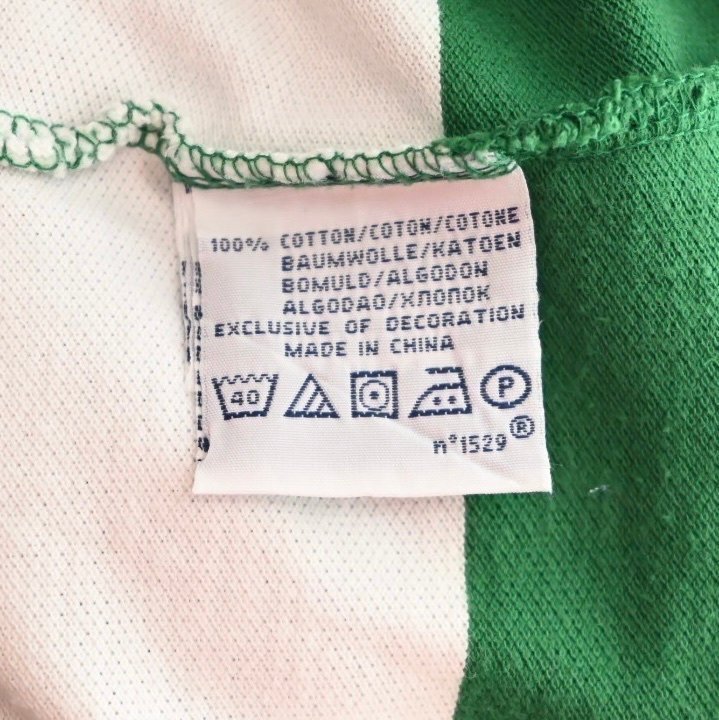 100% COTTON/COTON/COTONE
BAUMWOLLE/KATOEN
BOMULD/ALGODON
ALGODAO/ХЛОПОК
EXCLUSIVE OF DECORATION
MADE IN CHINA
40
P
n°1529®